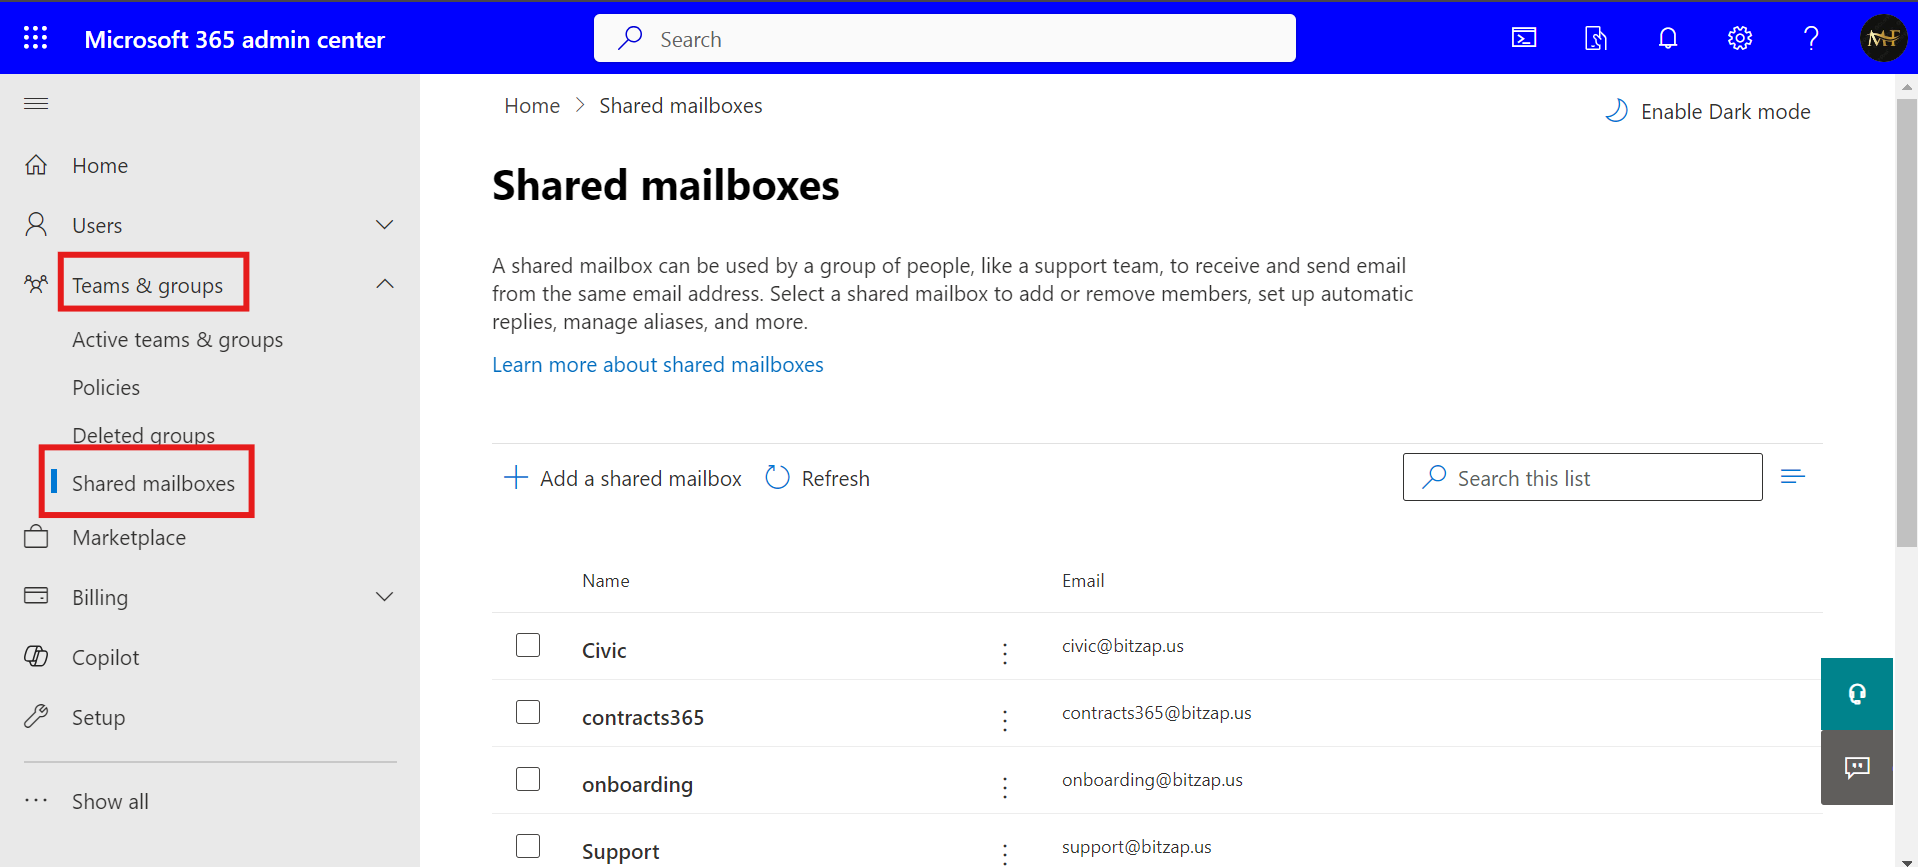 Microsoft 365 admin center
Search
MF
Home
Users
Teams & groups
Active teams & groups
Policies
Deleted groups
Shared mailboxes
Marketplace
Billing
Copilot
Setup
Show all
Home > Shared mailboxes
Enable Dark mode
Shared mailboxes
A shared mailbox can be used by a group of people, like a support team, to receive and send email
from the same email address. Select a shared mailbox to add or remove members, set up automatic
replies, manage aliases, and more.
Learn more about shared mailboxes
Add a shared mailbox
Refresh
Search this list
Name Email
Civic civic@bitzap.us
contracts365 contracts365@bitzap.us
onboarding onboarding@bitzap.us
Support support@bitzap.us